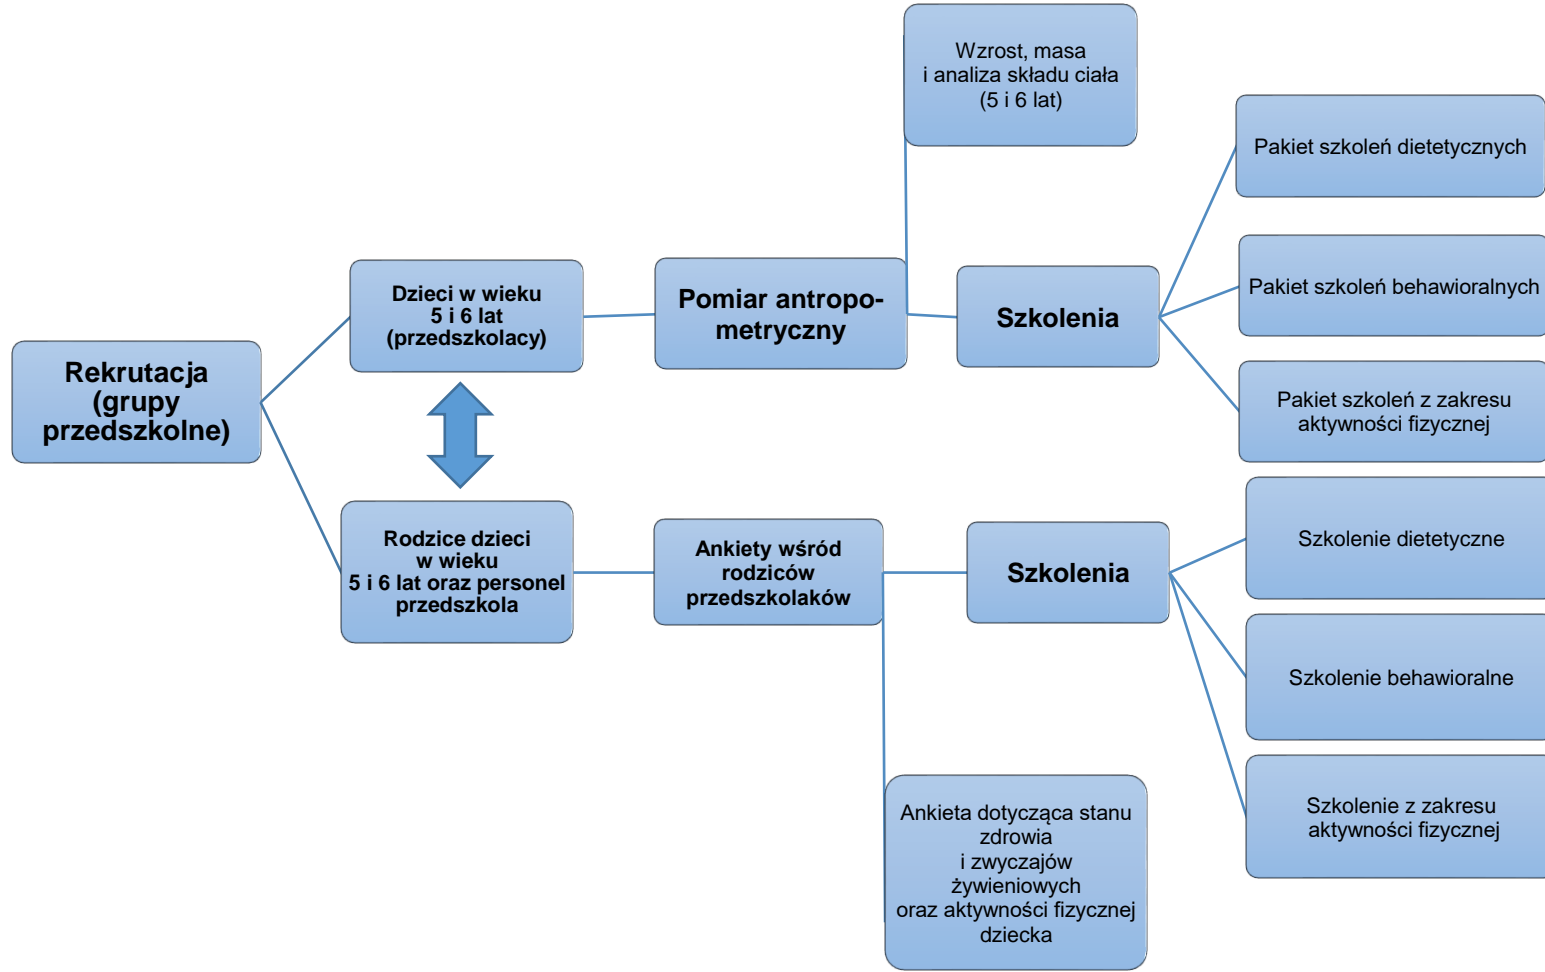 Rekrutacja
(grupy
przedszkolne)
Dzieci w wieku
5 i 6 lat
(przedszkolacy)
Pomiar antropo-
metryczny
Wzrost, masa
i analiza składu ciała
(5 i 6 lat)
Szkolenia
Pakiet szkoleń dietetycznych
Pakiet szkoleń behawioralnych
Pakiet szkoleń z zakresu
aktywności fizycznej
Rodzice dzieci
w wieku
5 i 6 lat oraz personel
przedszkola
Ankiety wśród
rodziców
przedszkolaków
Ankieta dotycząca stanu
zdrowia
i zwyczajów
żywieniowych
oraz aktywności fizycznej
dziecka
Szkolenia
Szkolenie dietetyczne
Szkolenie behawioralne
Szkolenie z zakresu
aktywności fizycznej